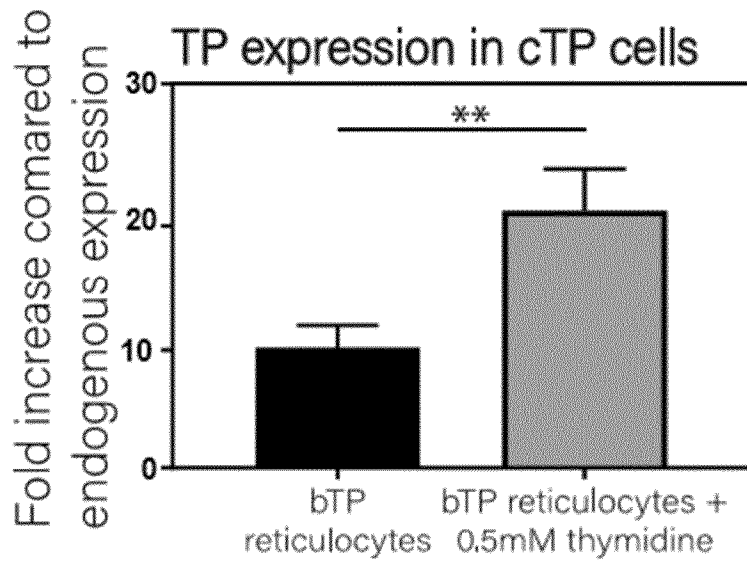 TP expression in cTP cells
Fold increase comared to
endogenous expression
30
20
10
0
**
bTP
reticulocytes
bTP reticulocytes +
0.5mM thymidine